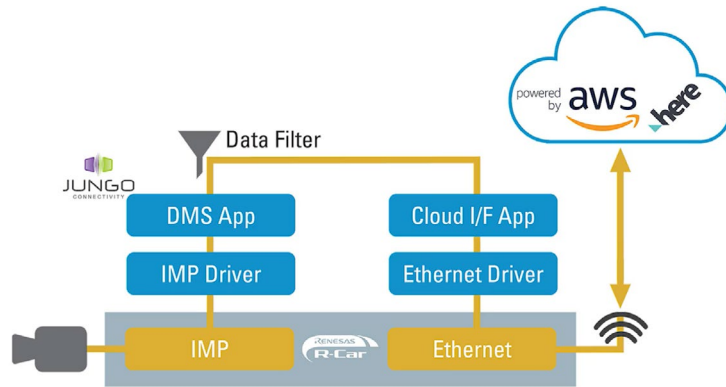 powered by
aws
here
Data Filter
JUNGO
CONNECTIVITY
DMS App
Cloud I/F App
IMP Driver
Ethernet Driver
IMP
RENESAS
R-Car
Ethernet